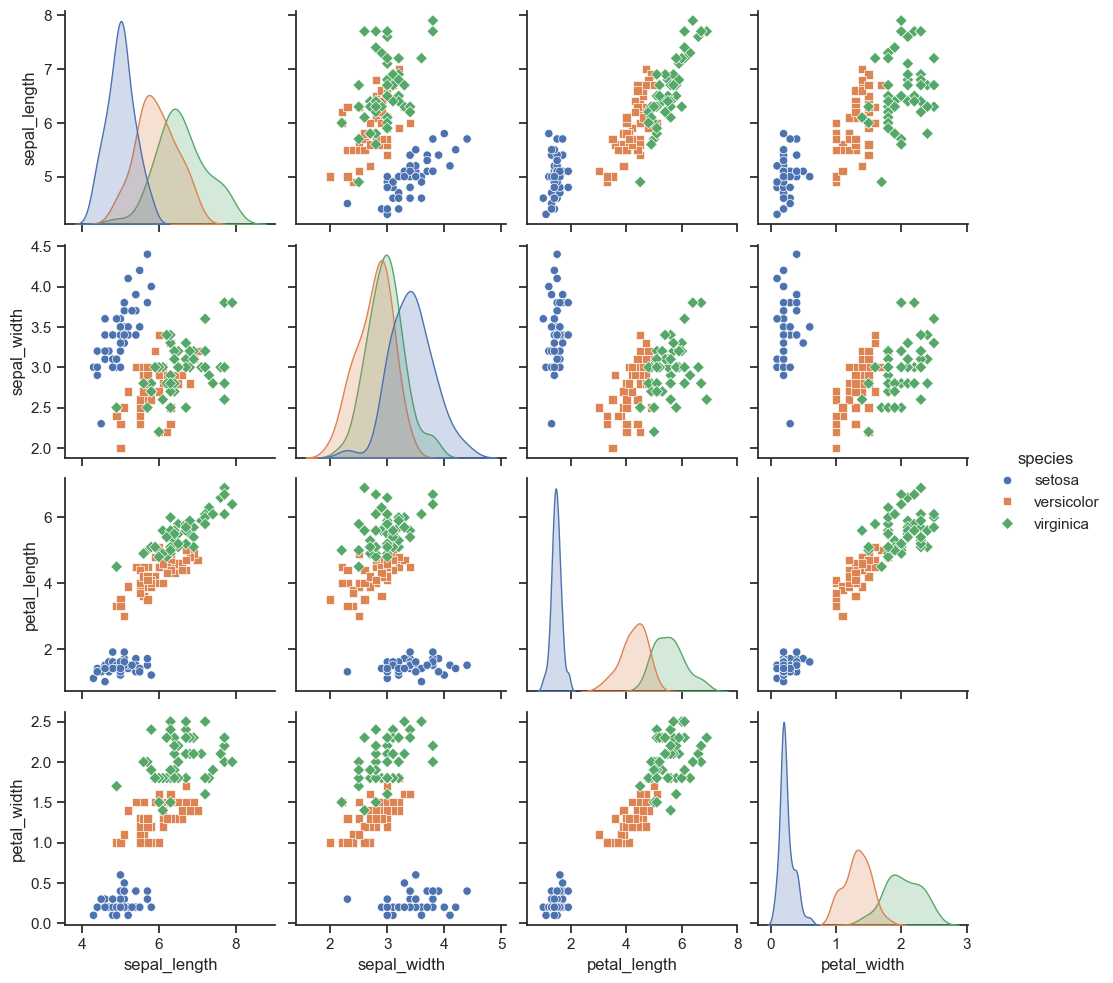 8
7
6
5
sepal_length
4.5
4.0
3.5
3.0
2.5
2.0
sepal_width
species
setosa
versicolor
virginica
6
4
2
petal_length
2.5
2.0
1.5
1.0
0.5
0.0
petal_width
4 6 8
sepal_length
2 3 4 5
sepal_width
2 4 6 8
petal_length
0 1 2 3
petal_width